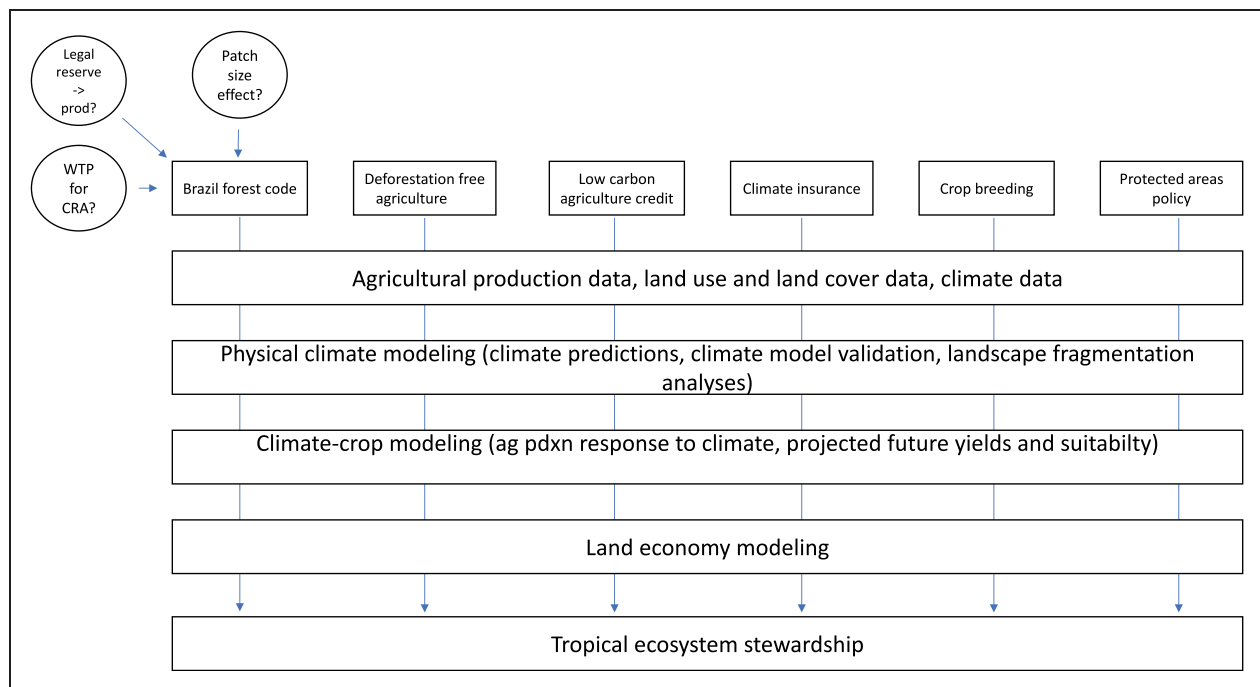 Legal
reserve
->
prod?
Patch
size
effect?
WTP
for
CRA?
Brazil forest code
Deforestation free
agriculture
Low carbon
agriculture credit
Climate insurance
Crop breeding
Protected areas
policy
Agricultural production data, land use and land cover data, climate data
Physical climate modeling (climate predictions, climate model validation, landscape fragmentation
analyses)
Climate-crop modeling (ag pdxn response to climate, projected future yields and suitabilty)
Land economy modeling
Tropical ecosystem stewardship